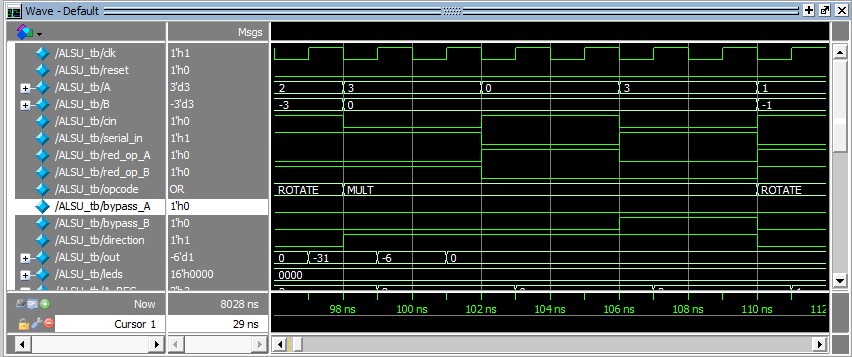 Wave - Default
Msgs
/ALSU_tb/clk 1'h1
/ALSU_tb/reset 1'h0
/ALSU_tb/A 3'd3 2 3 0 3 1
/ALSU_tb/B -3'd3 -3 0 -1
/ALSU_tb/cin 1'h0
/ALSU_tb/serial_in 1'h1
/ALSU_tb/red_op_A 1'h0
/ALSU_tb/red_op_B 1'h0
/ALSU_tb/opcode OR ROTATE MULT ROTATE
/ALSU_tb/bypass_A 1'h0
/ALSU_tb/bypass_B 1'h0
/ALSU_tb/direction 1'h1
/ALSU_tb/out -6'd1 0 -31 -6 0
/ALSU_tb/leds 16'h0000 0000
Now 8028 ns
98 ns 100 ns 102 ns 104 ns 106 ns 108 ns 110 ns 112
Cursor 1 29 ns